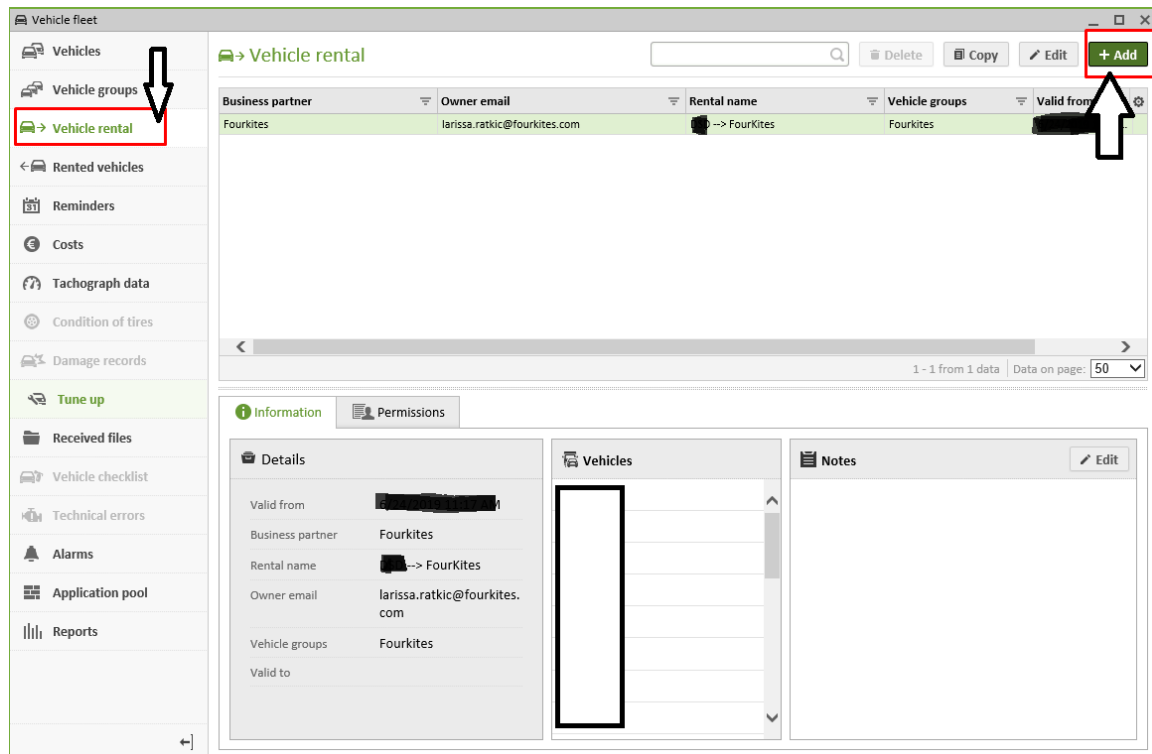 Vehicle fleet
Vehicles
Vehicle groups
Vehicle rental
Rented vehicles
Reminders
31
Costs
Tachograph data
Condition of tires
Damage records
Tune up
Received files
Vehicle checklist
Technical errors
Alarms
Application pool
Reports
Vehicle rental
Delete
Copy
Edit
+ Add
Business partner
Owner email
Rental name
Vehicle groups
Valid from
Fourkites
larissa.ratkic@fourkites.com
--> FourKites
Fourkites
1 - 1 from 1 data
Data on page: 50
Information
Permissions
Details
Valid from
Business partner Fourkites
Rental name --> FourKites
Owner email larissa.ratkic@fourkites.
com
Vehicle groups Fourkites
Valid to
Vehicles
Notes
Edit